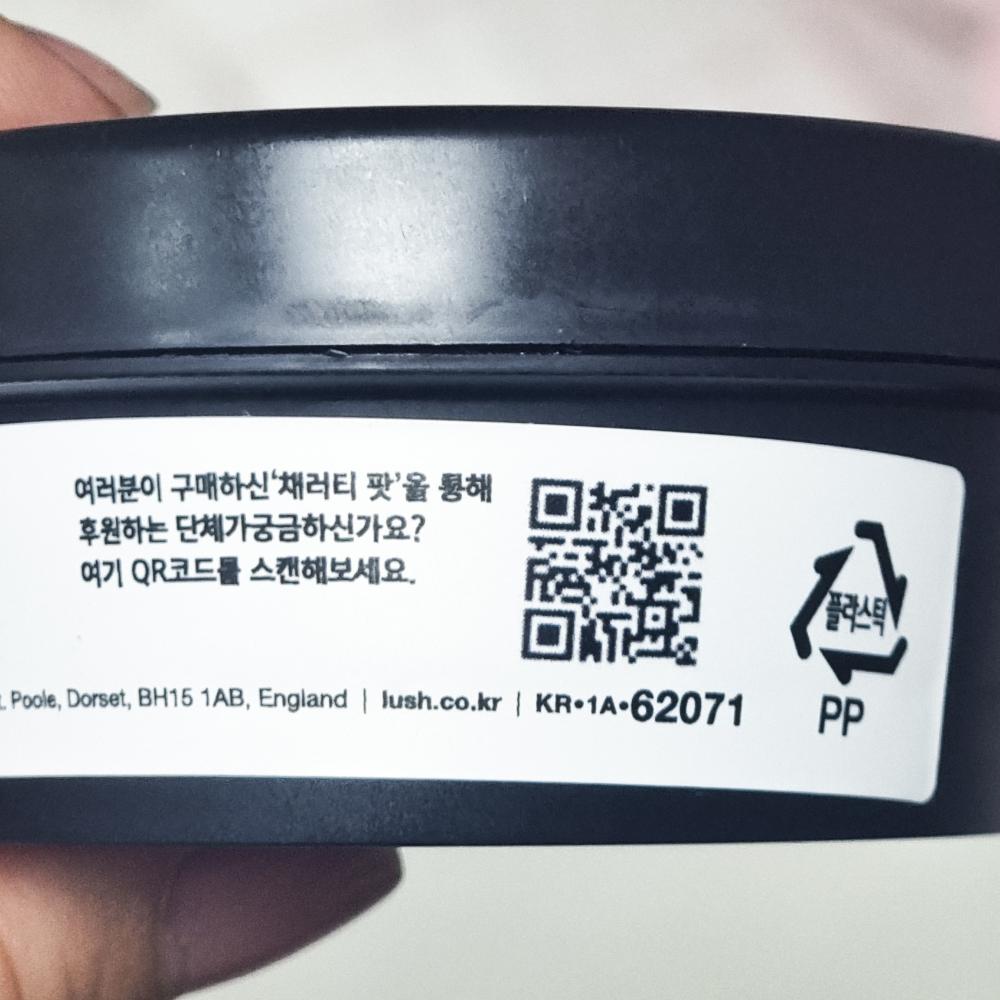 여러분이 구매하신 '채러티 팟'을 통해
후원하는 단체가 궁금하신가요?
여기 QR코드를 스캔해보세요.
플라스틱
PP
Poole, Dorset, BH15 1AB, England | lush.co.kr | KR•1A•62071